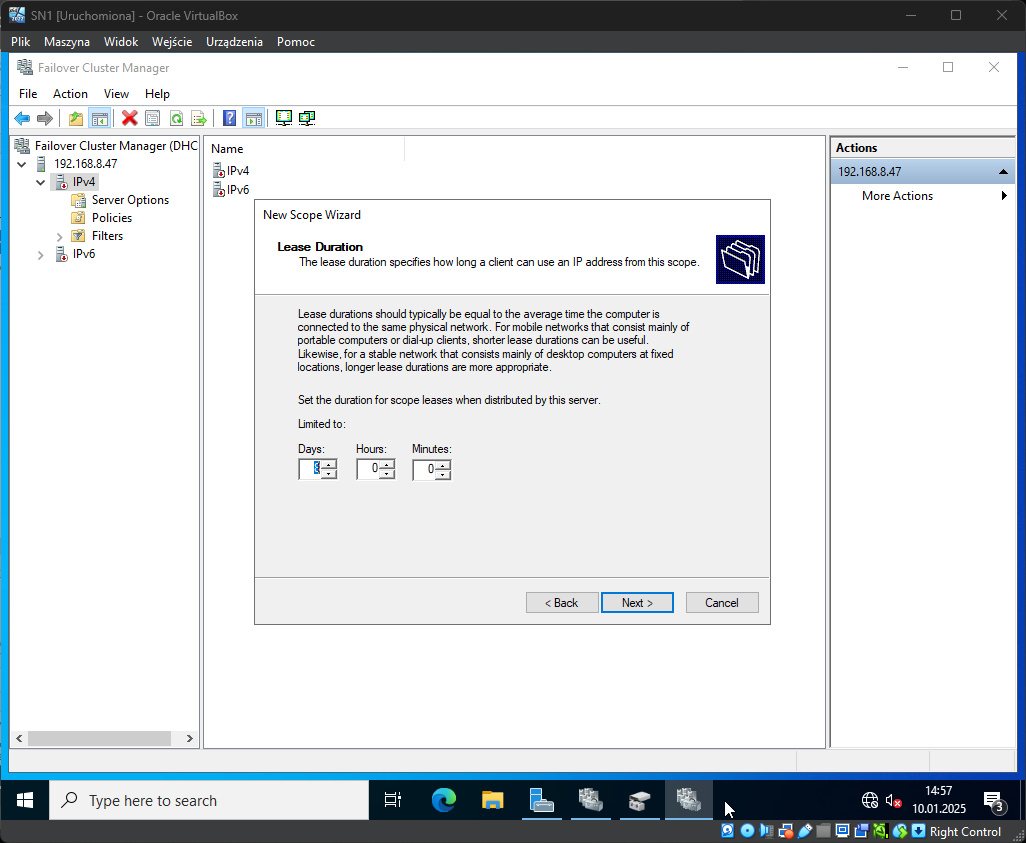 SN1 [Uruchomiona] - Oracle VirtualBox
Plik Maszyna Widok Wejście Urządzenia Pomoc
Failover Cluster Manager
File Action View Help
Failover Cluster Manager (DHC
192.168.8.47
IPv4
Server Options
Policies
Filters
IPv6
Name
IPv4
IPv6
New Scope Wizard
Lease Duration
The lease duration specifies how long a client can use an IP address from this scope.
Lease durations should typically be equal to the average time the computer is
connected to the same physical network. For mobile networks that consist mainly of
portable computers or dial-up clients, shorter lease durations can be useful.
Likewise, for a stable network that consists mainly of desktop computers at fixed
locations, longer lease durations are more appropriate.
Set the duration for scope leases when distributed by this server.
Limited to:
Days: Hours: Minutes:
0 0
< Back Next > Cancel
Actions
192.168.8.47
More Actions
Type here to search
14:57
10.01.2025
3
Right Control